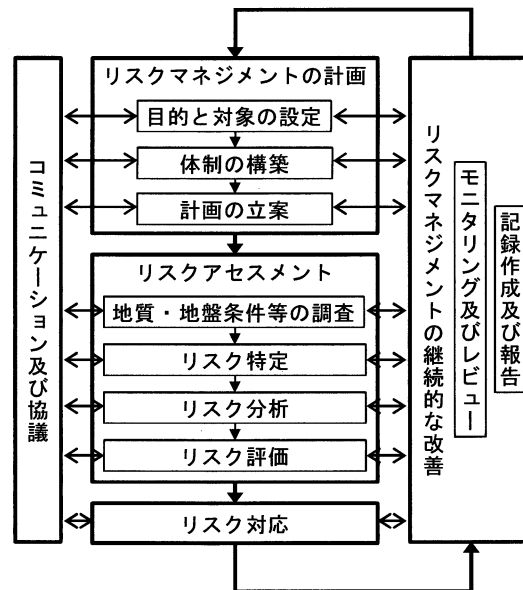 コミュニケーション及び協議
リスクマネジメントの計画
目的と対象の設定
体制の構築
計画の立案
リスクアセスメント
地質・地盤条件等の調査
リスク特定
リスク分析
リスク評価
リスク対応
リスクマネジメントの継続的な改善
モニタリング及びレビュー
記録作成及び報告